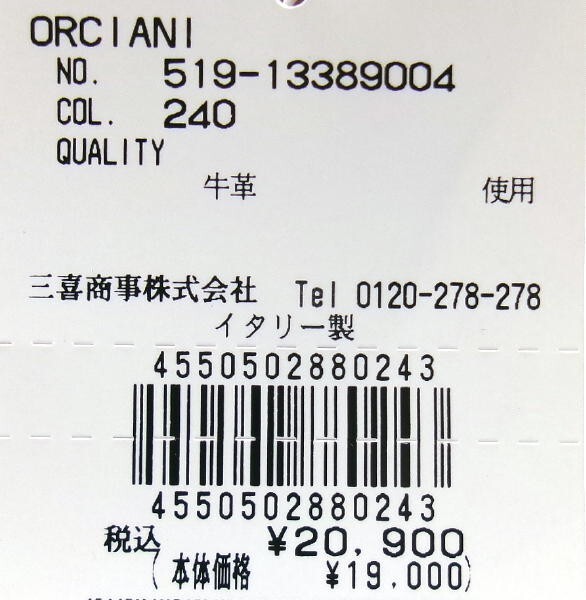 ORCIANI
NO. 519-13389004
COL. 240
QUALITY
牛革 使用
三喜商事株式会社 Tel 0120-278-278
イタリー製
4550502880243
4550502880243
税込 ¥20,900
(本体価格 ¥19,000)